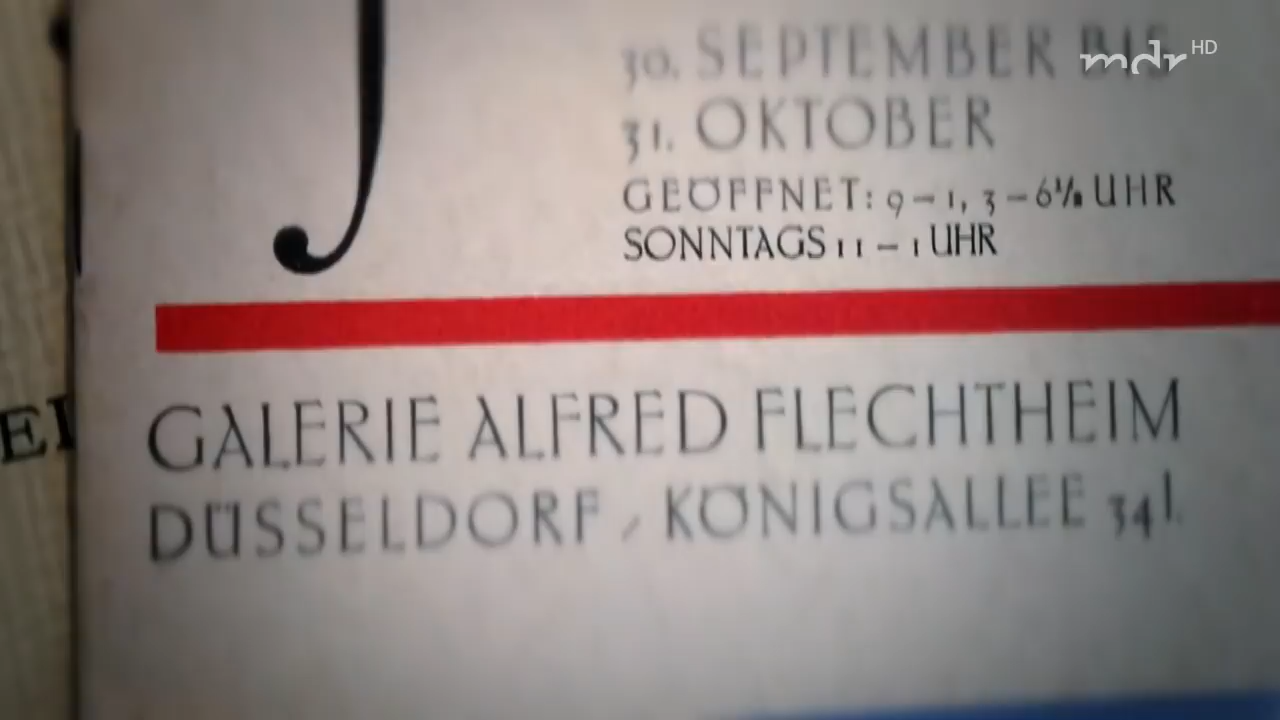 30. SEPTEMBER BIS
mdr HD
31. OKTOBER
GEÖFFNET: 9 – 1, 3 – 6½ UHR
SONNTAGS 11 – 1 UHR
GALERIE ALFRED FLECHTHEIM
DÜSSELDORF / KÖNIGSALLEE 34 I.
EI